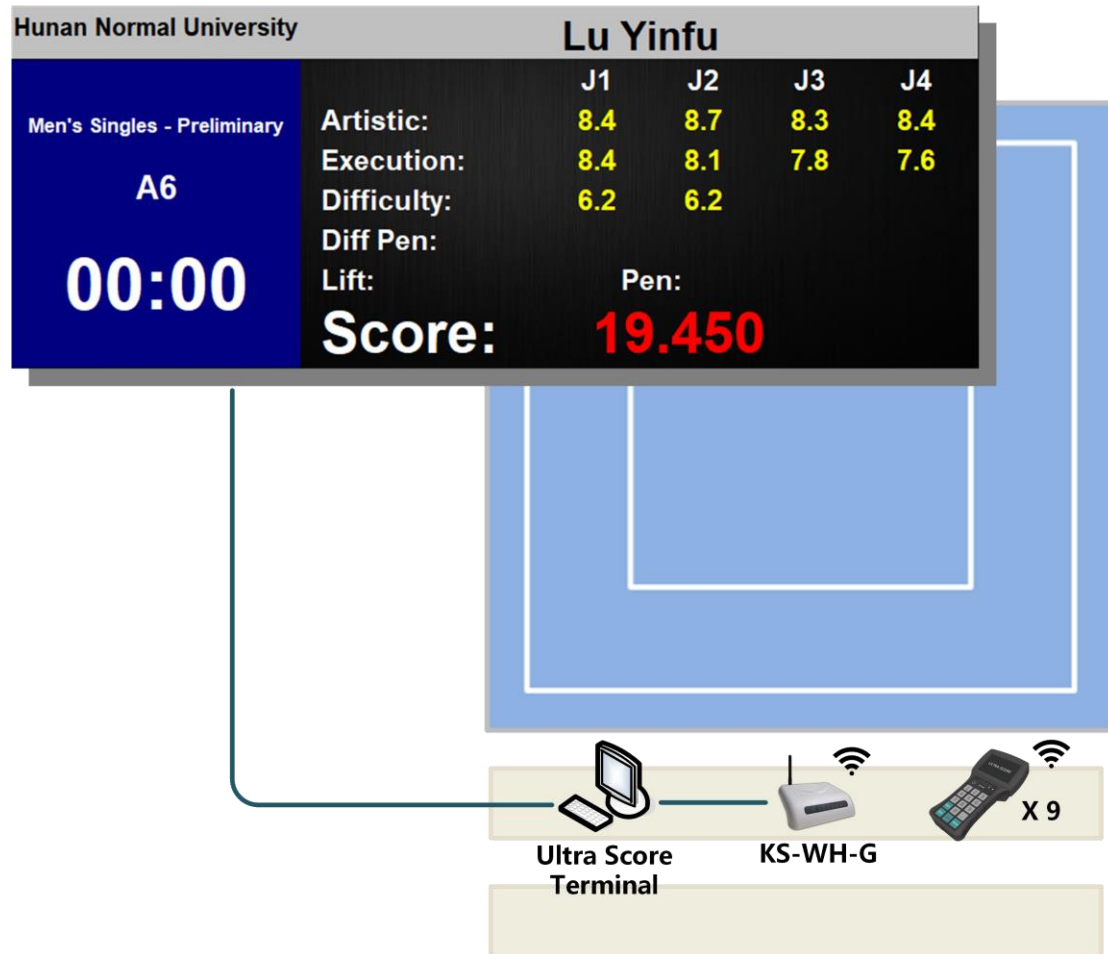 Hunan Normal University
Lu Yinfu
Men's Singles - Preliminary
A6
00:00
J1 J2 J3 J4
Artistic: 8.4 8.7 8.3 8.4
Execution: 8.4 8.1 7.8 7.6
Difficulty: 6.2 6.2
Diff Pen:
Lift: Pen:
Score: 19.450
X 9
Ultra Score
Terminal
KS-WH-G